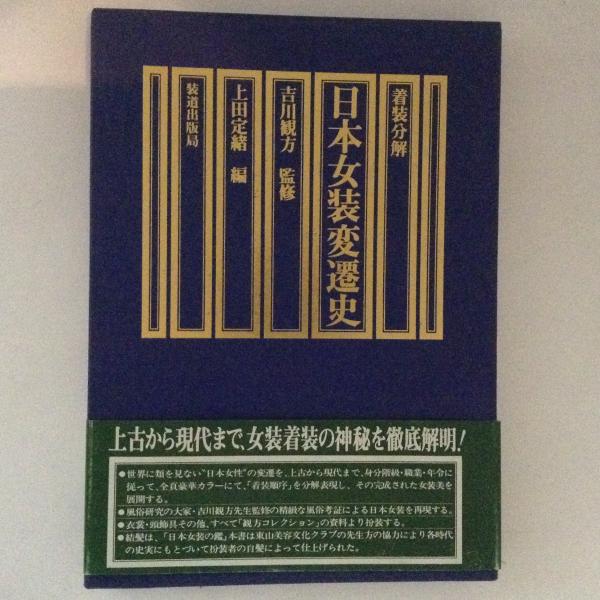 着装分解
日本女装変遷史
吉川観方 監修
上田定緒 編
装道出版局
上古から現代まで、女装着装の神秘を徹底解明!
●世界に類を見ない“日本女性”の変遷を、上古から現代まで、身分階級・職業・年令に
従って、全頁豪華カラーにて、「着装順序」を分解表現し、その完成された女装美を
展開する。
●風俗研究の大家・吉川観方先生監修の精緻な風俗考証による日本女装を再現する。
●衣裳・頭飾具その他、すべて「観方コレクション」の資料より扮装する。
●結髪は、「日本女装の鑑」本書は東山美容文化クラブの先生方の協力により各時代
の史実にもとづいて扮装者の自髪によって仕上げられた。